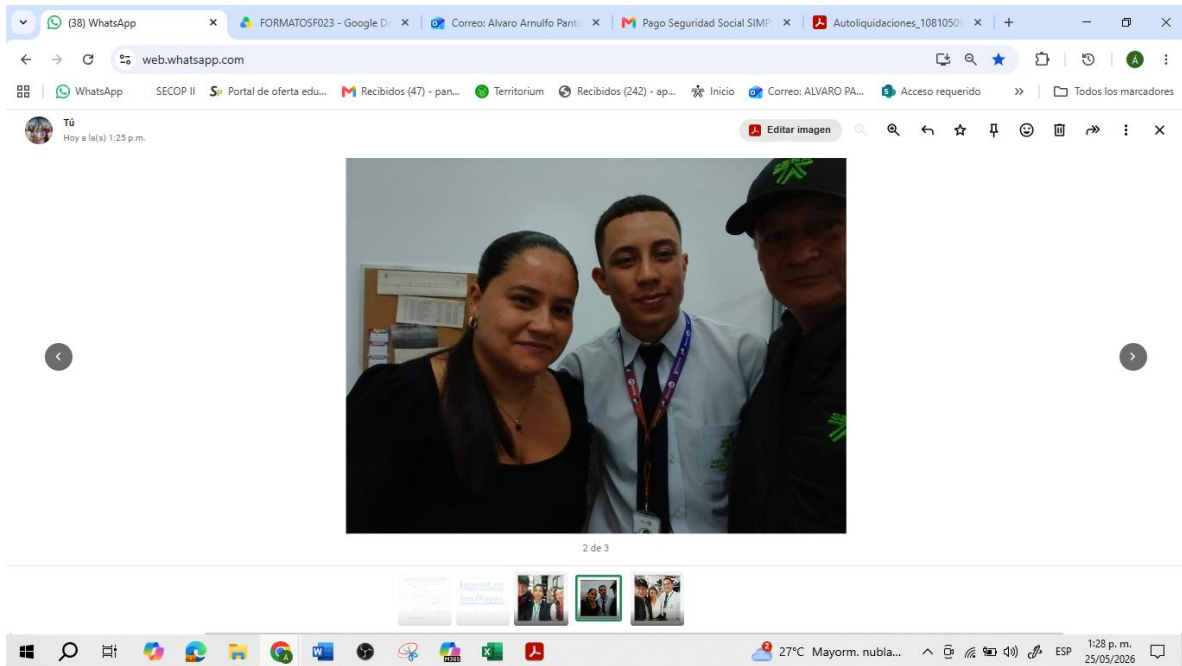 (38) WhatsApp
FORMATOSF023 - Google D
Correo: Alvaro Arnulfo Panto
Pago Seguridad Social SIMP
Autoliquidaciones_1081050
web.whatsapp.com
WhatsApp
SECOP II
Portal de oferta edu...
Recibidos (47) - pan...
Territorium
Recibidos (242) - ap...
Inicio
Correo: ALVARO PA...
Acceso requerido
Todos los marcadores
Tú
Hoy a la(s) 1:25 p.m.
Editar imagen
2 de 3
27°C Mayorm. nubla...
ESP
1:28 p. m.
25/05/2026